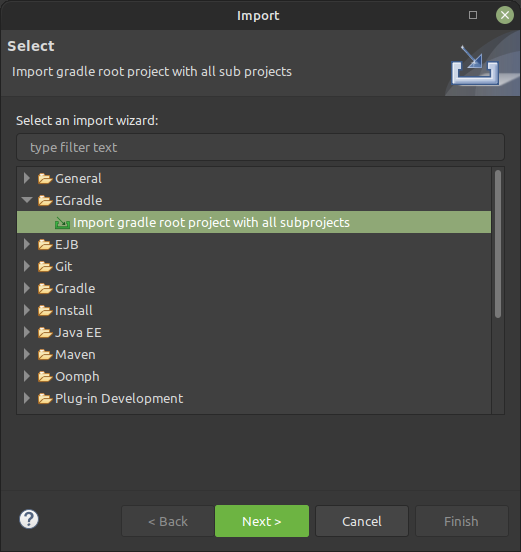 Import
Select
Import gradle root project with all sub projects
Select an import wizard:
type filter text
General
EGradle
Import gradle root project with all subprojects
EJB
Git
Gradle
Install
Java EE
Maven
Oomph
Plug-in Development
?
< Back
Next >
Cancel
Finish